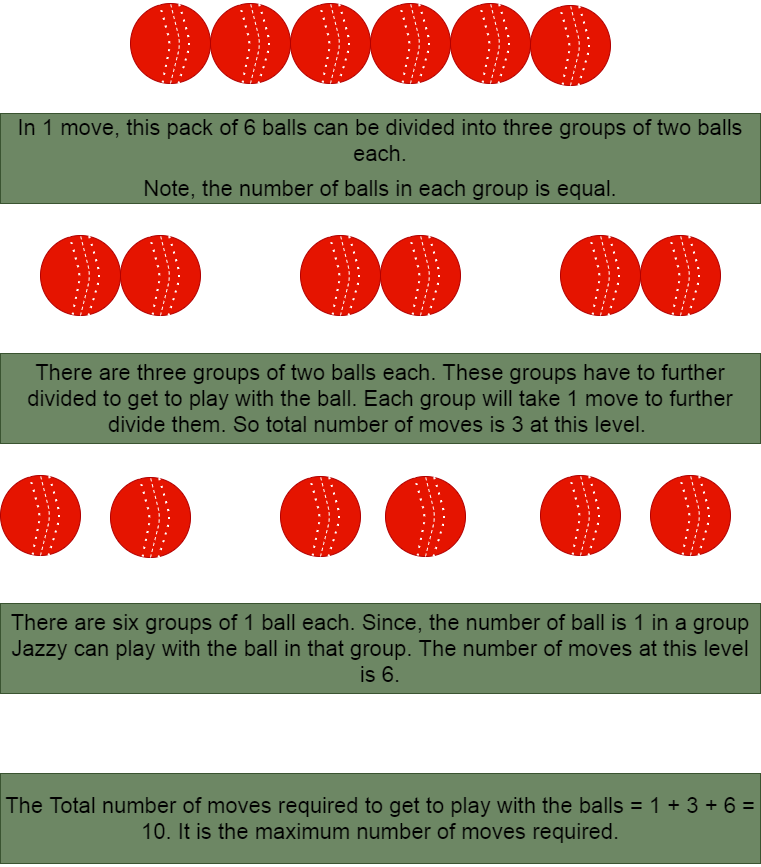 In 1 move, this pack of 6 balls can be divided into three groups of two balls
each.
Note, the number of balls in each group is equal.
There are three groups of two balls each. These groups have to further
divided to get to play with the ball. Each group will take 1 move to further
divide them. So total number of moves is 3 at this level.
There are six groups of 1 ball each. Since, the number of ball is 1 in a group
Jazzy can play with the ball in that group. The number of moves at this level
is 6.
The Total number of moves required to get to play with the balls = 1 + 3 + 6 =
10. It is the maximum number of moves required.